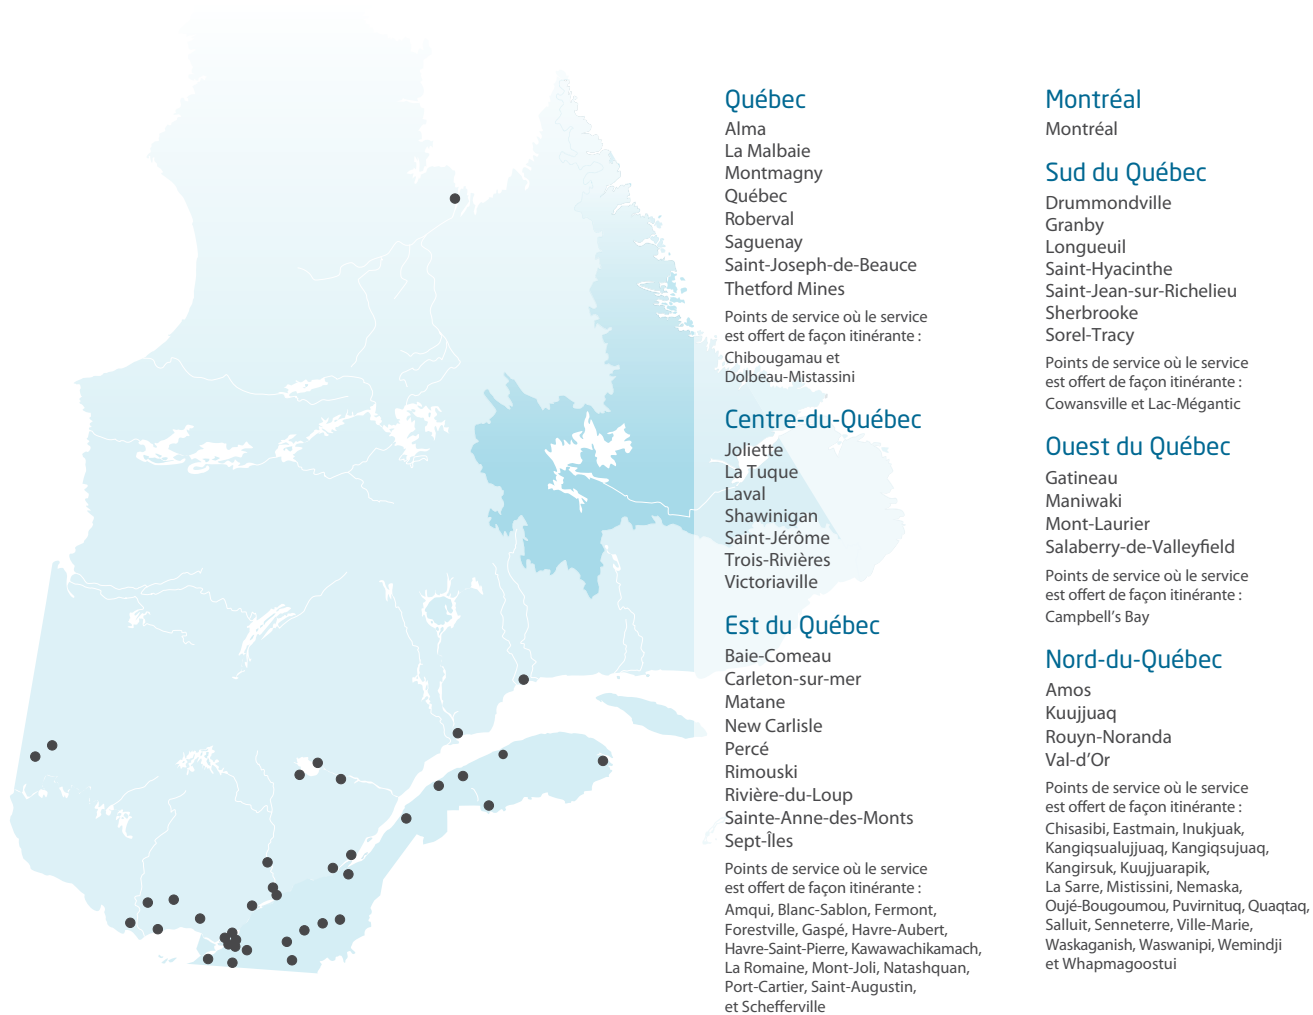 Québec
Alma
La Malbaie
Montmagny
Québec
Roberval
Saguenay
Saint-Joseph-de-Beauce
Thetford Mines
Points de service où le service
est offert de façon itinérante :
Chibougamau et
Dolbeau-Mistassini
Centre-du-Québec
Joliette
La Tuque
Laval
Shawinigan
Saint-Jérôme
Trois-Rivières
Victoriaville
Est du Québec
Baie-Comeau
Carleton-sur-mer
Matane
New Carlisle
Percé
Rimouski
Rivière-du-Loup
Sainte-Anne-des-Monts
Sept-Îles
Points de service où le service
est offert de façon itinérante :
Amqui, Blanc-Sablon, Fermont,
Forestville, Gaspé, Havre-Aubert,
Havre-Saint-Pierre, Kawawachikamach,
La Romaine, Mont-Joli, Natashquan,
Port-Cartier, Saint-Augustin,
et Schefferville
Montréal
Montréal
Sud du Québec
Drummondville
Granby
Longueuil
Saint-Hyacinthe
Saint-Jean-sur-Richelieu
Sherbrooke
Sorel-Tracy
Points de service où le service
est offert de façon itinérante :
Cowansville et Lac-Mégantic
Ouest du Québec
Gatineau
Maniwaki
Mont-Laurier
Salaberry-de-Valleyfield
Points de service où le service
est offert de façon itinérante :
Campbell's Bay
Nord-du-Québec
Amos
Kuujjuaq
Rouyn-Noranda
Val-d'Or
Points de service où le service
est offert de façon itinérante :
Chisasibi, Eastmain, Inukjuak,
Kangiqsualujjuaq, Kangiqsujuaq,
Kangirsuk, Kuujjuarapik,
La Sarre, Mistissini, Nemaska,
Oujé-Bougoumou, Puvirnituq, Quaqtaq,
Salluit, Senneterre, Ville-Marie,
Waskaganish, Waswanipi, Wemindji
et Whapmagoostui